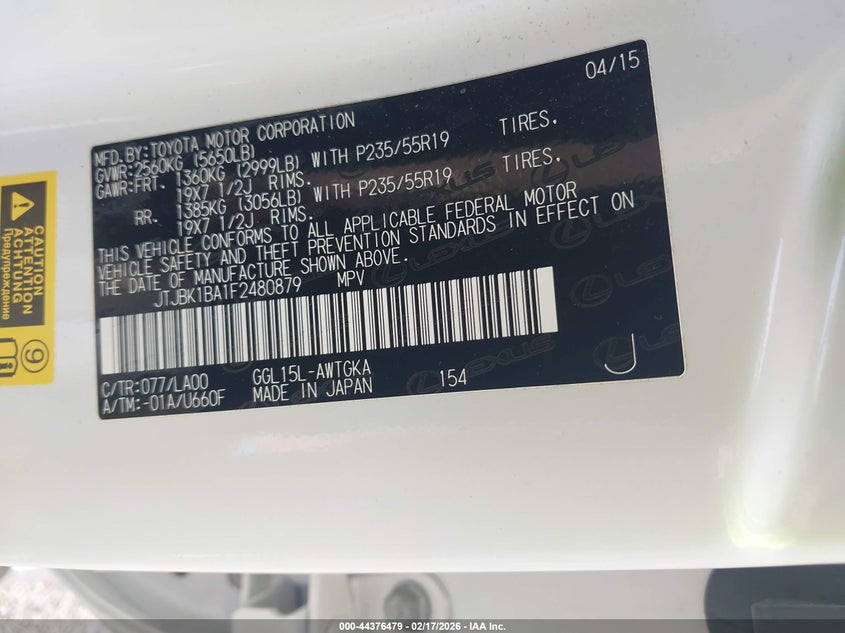 04/15
MFD.BY:TOYOTA MOTOR CORPORATION
GVWR:2560KG (5650LB)
GAWR:FRT. 1360KG (2999LB) WITH P235/55R19 TIRES.
19X7 1/2J RIMS.
RR. 1385KG (3056LB) WITH P235/55R19 TIRES.
19X7 1/2J RIMS.
THIS VEHICLE CONFORMS TO ALL APPLICABLE FEDERAL MOTOR
VEHICLE SAFETY AND THEFT PREVENTION STANDARDS IN EFFECT ON
THE DATE OF MANUFACTURE SHOWN ABOVE.
JTJBK1BA1F2480879 MPV
C/TR:077/LA00 GGL15L-AWTGKA 154 J
A/TM:-01A/U660F MADE IN JAPAN
LEXUS
CAUTION
ATTENTION
ACHTUNG
Предупреждение
9
000-44376479 — 02/17/2026 — IAA Inc.